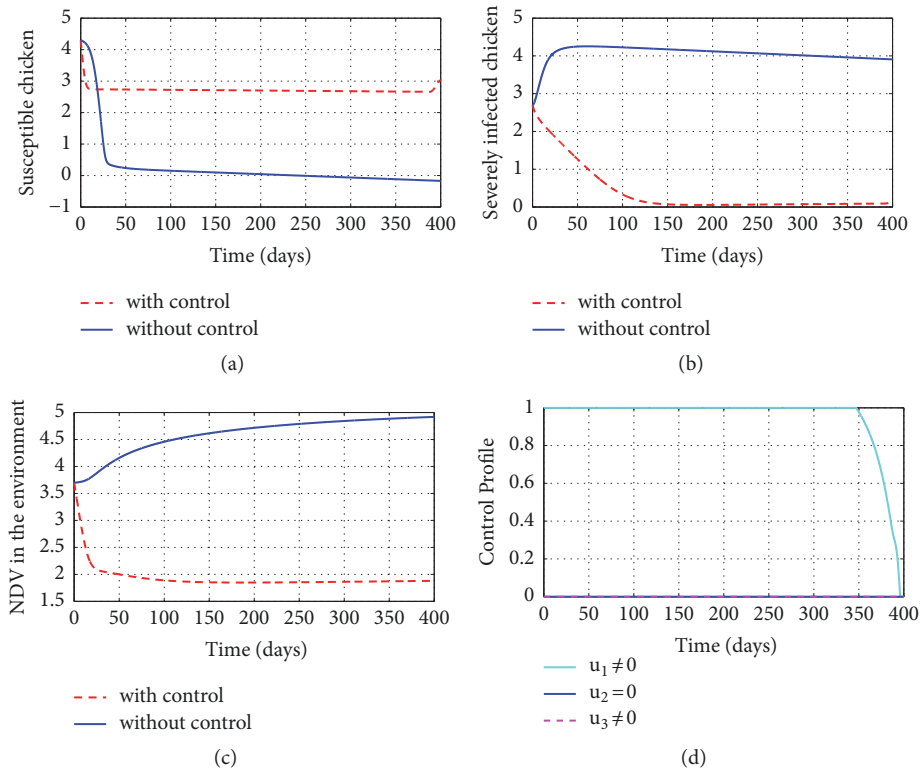 5
4
3
2
1
0
−1
Susceptible chicken
0 50 100 150 200 250 300 350 400
Time (days)
with control
without control
(a)
5
4
3
2
1
0
Severely infected chicken
0 50 100 150 200 250 300 350 400
Time (days)
with control
without control
(b)
5
4.5
4
3.5
3
2.5
2
1.5
NDV in the environment
0 50 100 150 200 250 300 350 400
Time (days)
with control
without control
(c)
1
0.8
0.6
0.4
0.2
0
Control Profile
0 50 100 150 200 250 300 350 400
Time (days)
u₁ ≠ 0
u₂ = 0
u₃ ≠ 0
(d)